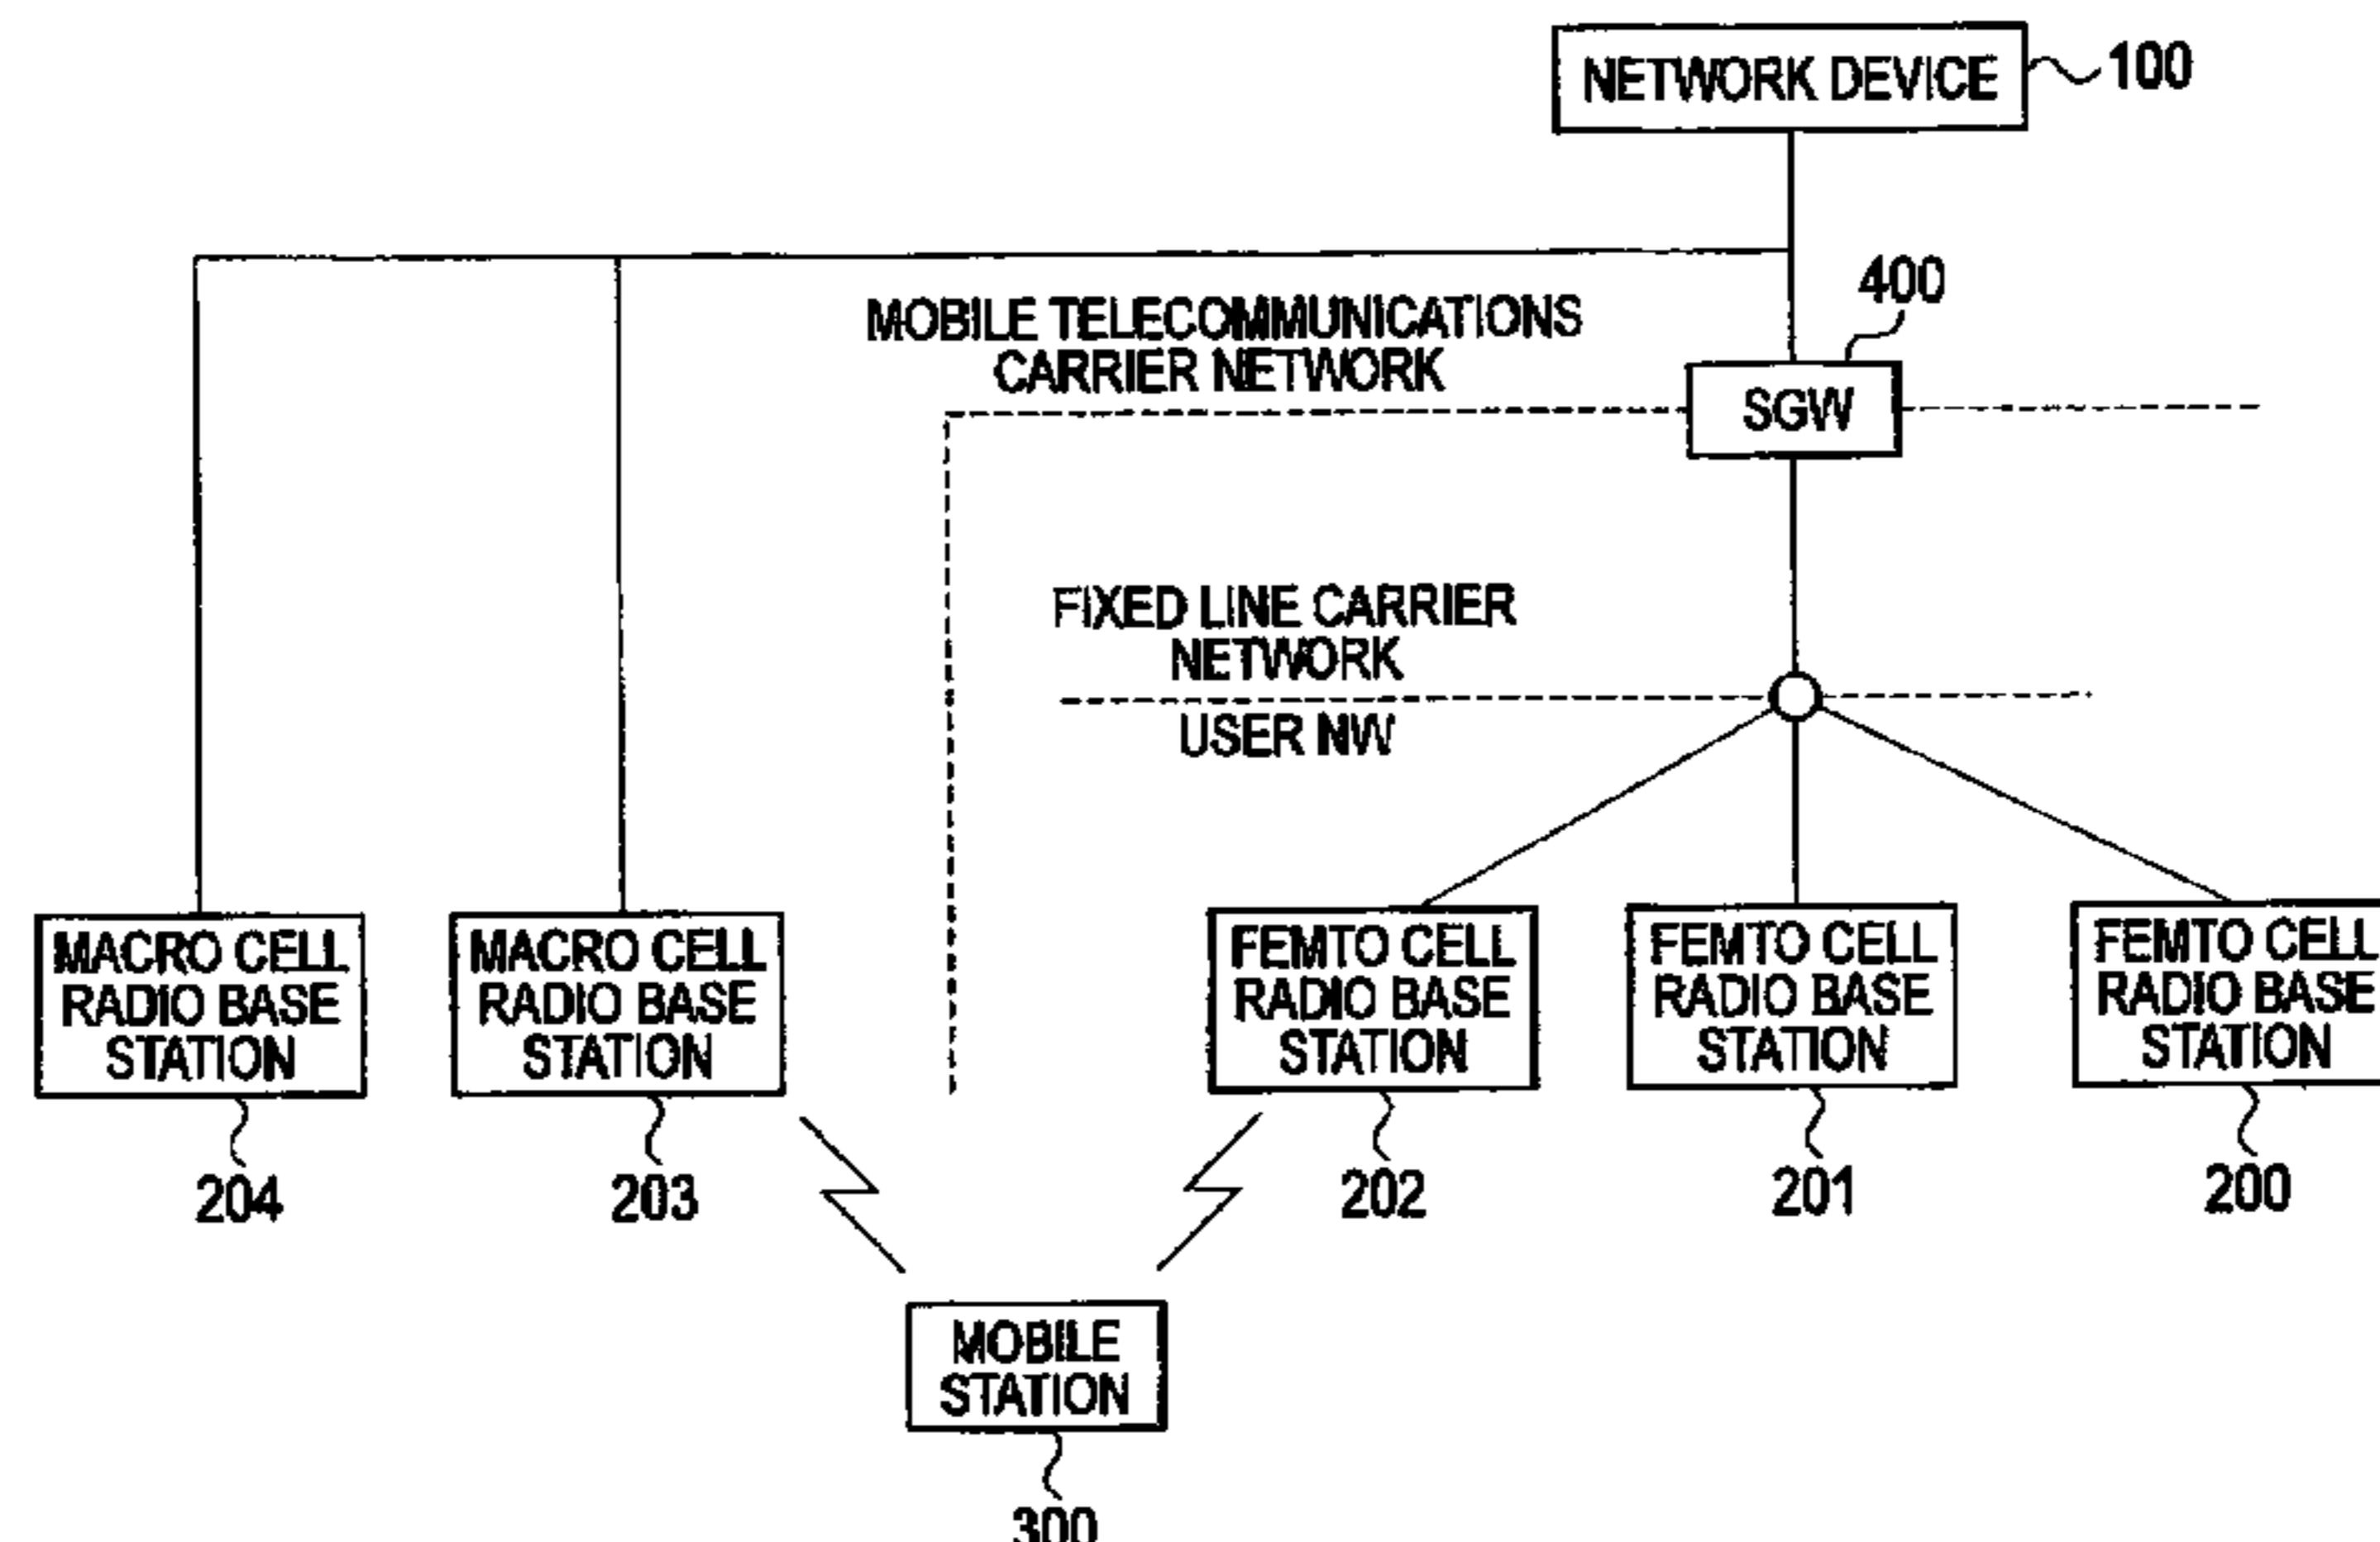 NETWORK DEVICE
100
400
MOBILE TELECOMMUNICATIONS
CARRIER NETWORK
SGW
FIXED LINE CARRIER
NETWORK
USER NW
MACRO CELL
RADIO BASE
STATION
204
MACRO CELL
RADIO BASE
STATION
203
FEMTO CELL
RADIO BASE
STATION
202
FEMTO CELL
RADIO BASE
STATION
201
FEMTO CELL
RADIO BASE
STATION
200
MOBILE
STATION
300